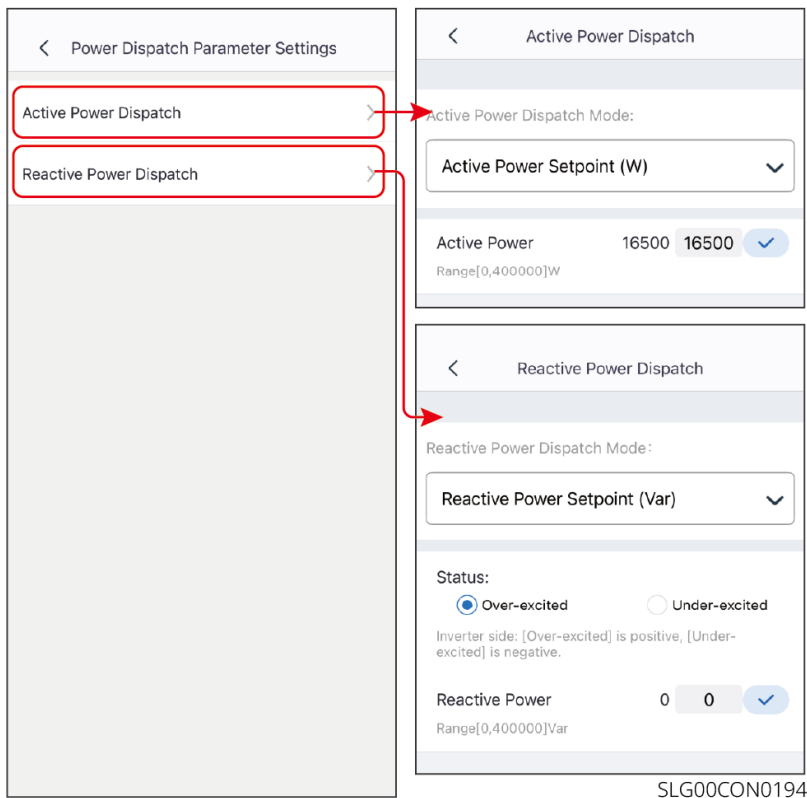 Power Dispatch Parameter Settings
Active Power Dispatch
Reactive Power Dispatch
Active Power Dispatch
Active Power Dispatch Mode:
Active Power Setpoint (W)
Active Power 16500 16500
Range[0,400000]W
Reactive Power Dispatch
Reactive Power Dispatch Mode:
Reactive Power Setpoint (Var)
Status:
Over-excited Under-excited
Inverter side: [Over-excited] is positive, [Under-
excited] is negative.
Reactive Power 0 0
Range[0,400000]Var
SLG00CON0194